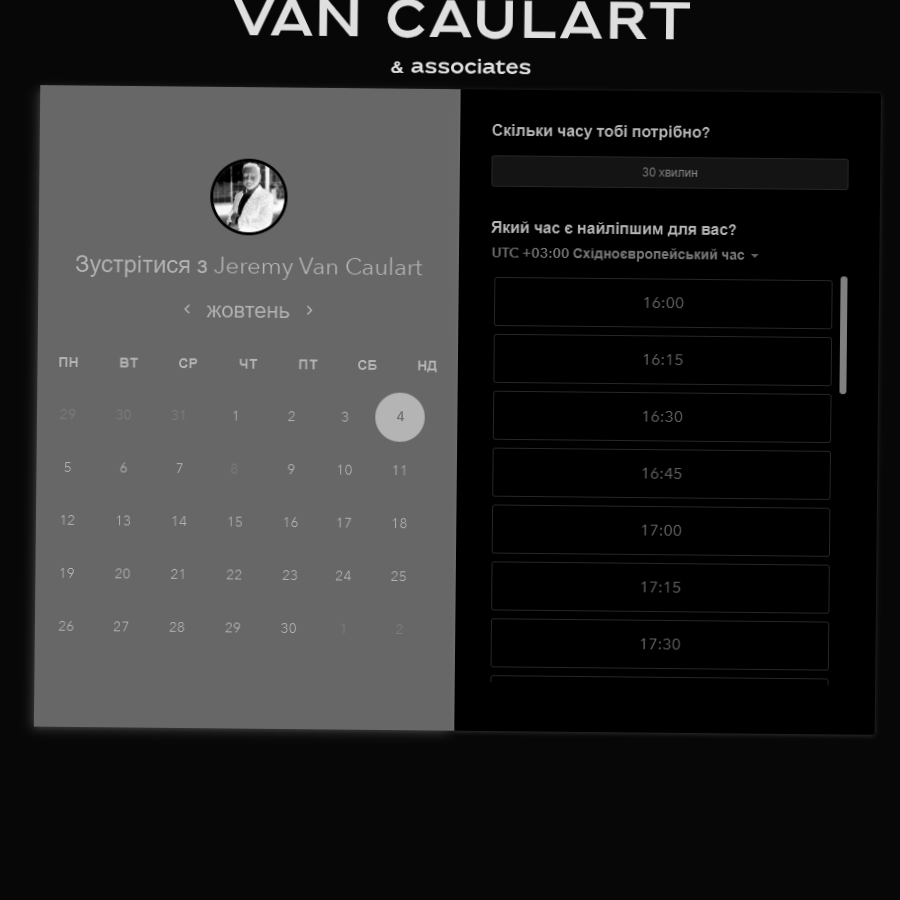 VAN CAULART
& associates
Зустрітися з Jeremy Van Caulart
жовтень
ПН ВТ СР ЧТ ПТ СБ НД
29 30 31 1 2 3 4
5 6 7 8 9 10 11
12 13 14 15 16 17 18
19 20 21 22 23 24 25
26 27 28 29 30 1 2
Скільки часу тобі потрібно?
30 хвилин
Який час є найліпшим для вас?
UTC +03:00 Східноєвропейський час
16:00
16:15
16:30
16:45
17:00
17:15
17:30